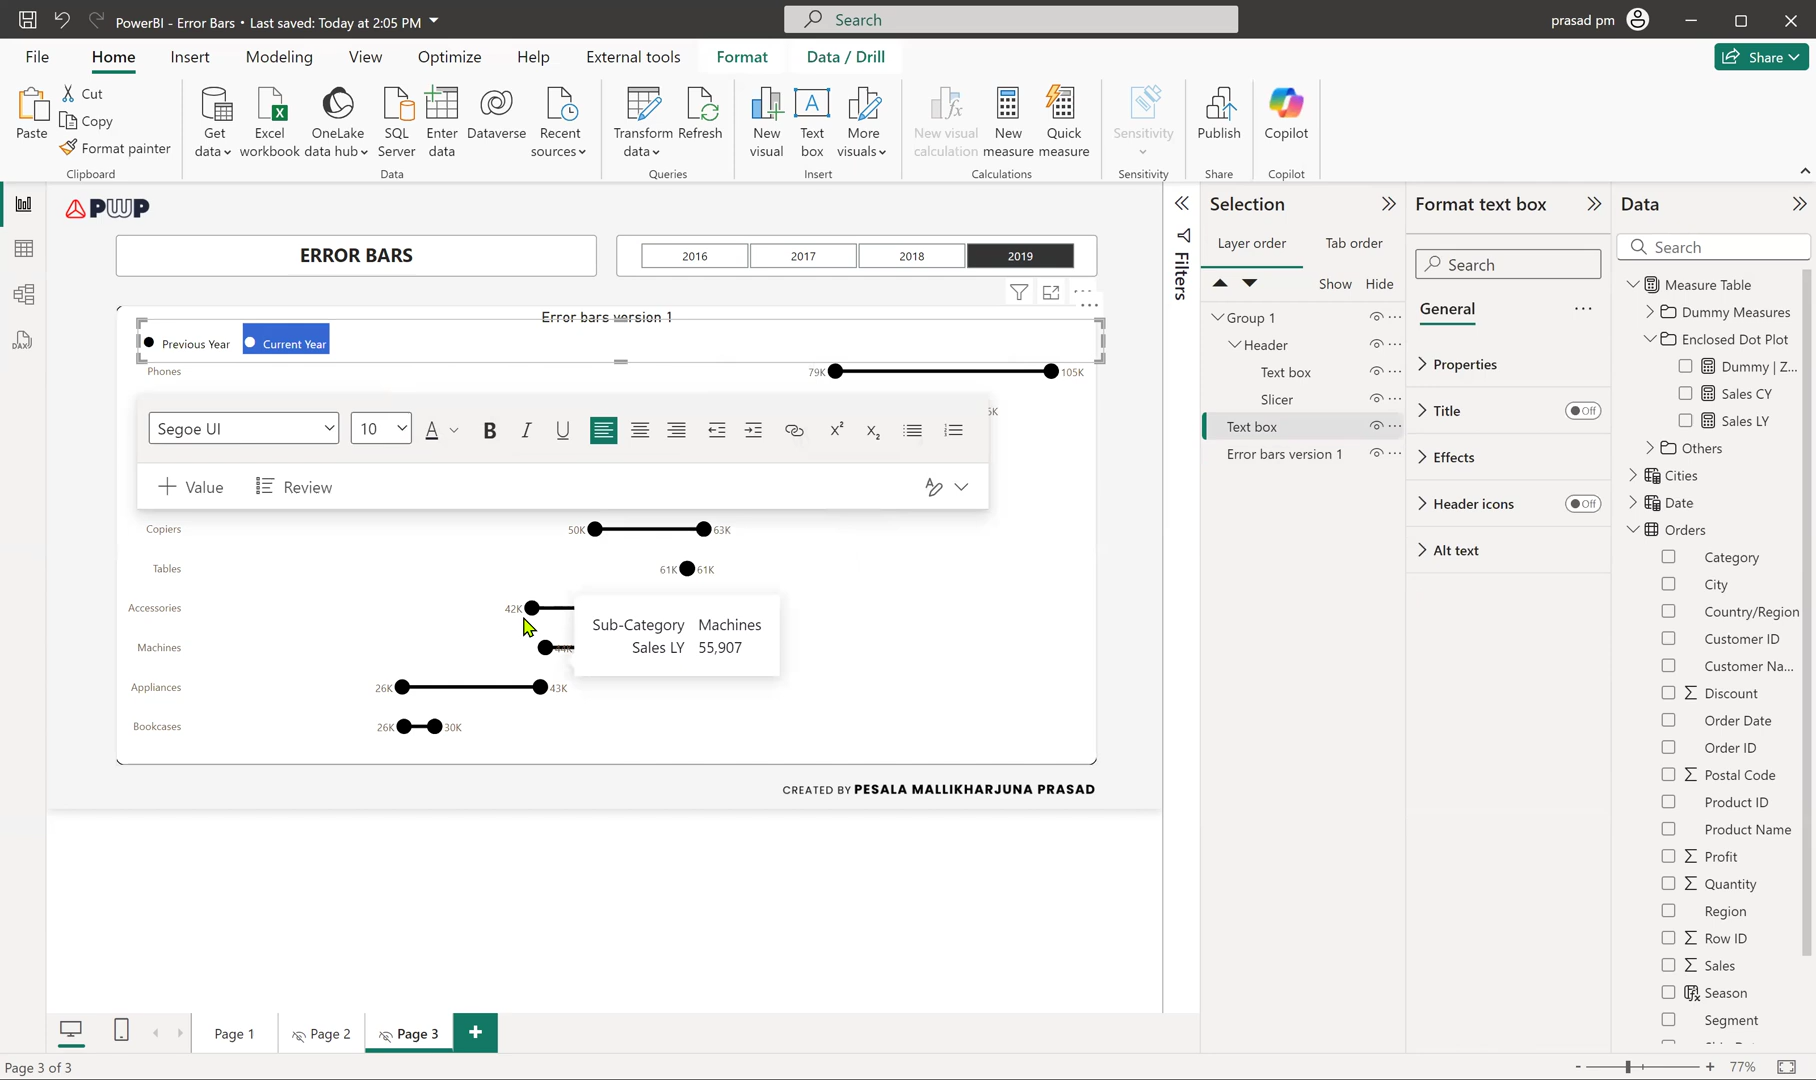 PowerBI - Error Bars • Last saved: Today at 2:05 PM
Search
prasad pm
File Home Insert Modeling View Optimize Help External tools Format Data / Drill
Share
Paste
Cut
Copy
Format painter
Clipboard
Get data
Excel workbook
OneLake data hub
SQL Server
Enter data
Dataverse
Recent sources
Data
Transform data
Refresh
Queries
New visual
Text box
More visuals
Insert
New visual calculation
New measure
Quick measure
Calculations
Sensitivity
Sensitivity
Publish
Share
Copilot
Copilot
PWP
ERROR BARS
2016 2017 2018 2019
Error bars version 1
Previous Year Current Year
Phones 79K 105K
Segoe UI 10
Value Review
Copiers 50K 63K
Tables 61K 61K
Accessories 42K
Machines
Sub-Category Machines
Sales LY 55,907
Appliances 26K 43K
Bookcases 26K 30K
CREATED BY PESALA MALLIKHARJUNA PRASAD
Filters
Selection
Layer order Tab order
Show Hide
Group 1
Header
Text box
Slicer
Text box
Error bars version 1
Format text box
Search
General
Properties
Title Off
Effects
Header icons Off
Alt text
Data
Search
Measure Table
Dummy Measures
Enclosed Dot Plot
Dummy | Z...
Sales CY
Sales LY
Others
Cities
Date
Orders
Category
City
Country/Region
Customer ID
Customer Na...
Discount
Order Date
Order ID
Postal Code
Product ID
Product Name
Profit
Quantity
Region
Row ID
Sales
Season
Segment
Page 1 Page 2 Page 3
Page 3 of 3
77%